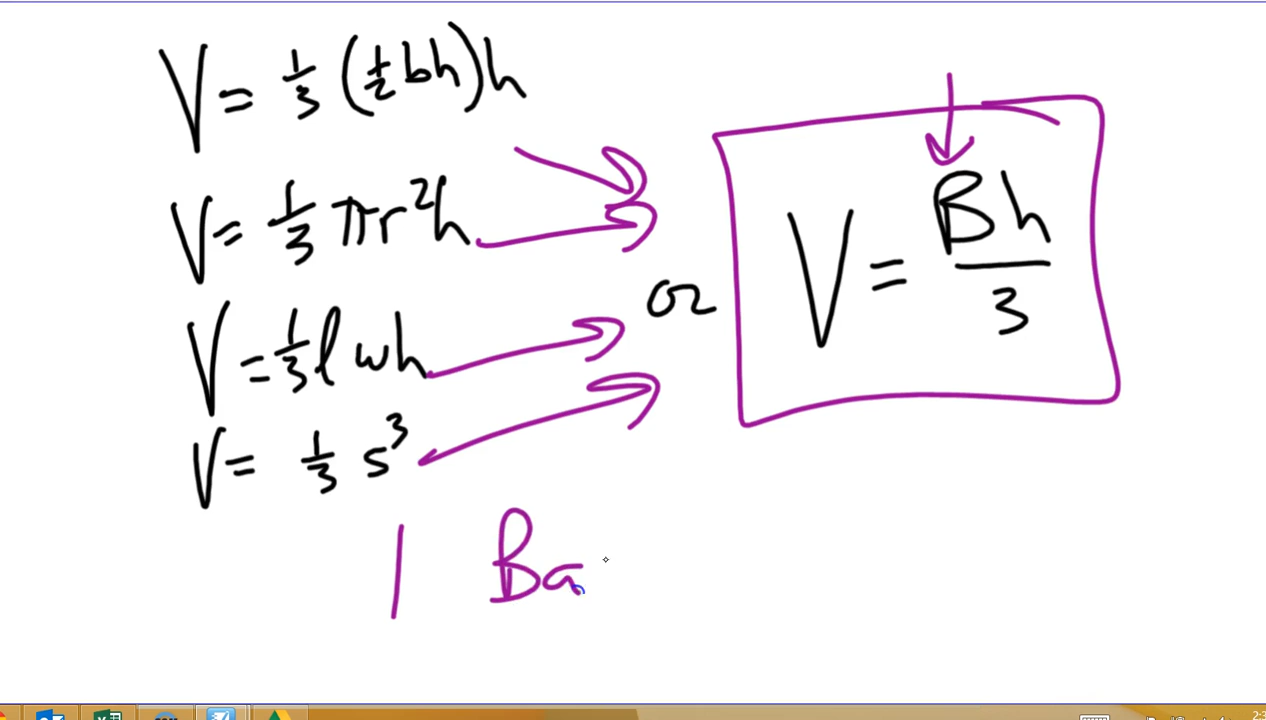 V = 1/3 (1/2 bh)h
V = 1/3 πr²h
V = 1/3 lwh
V = 1/3 s³
or
V = Bh/3
1 Ba